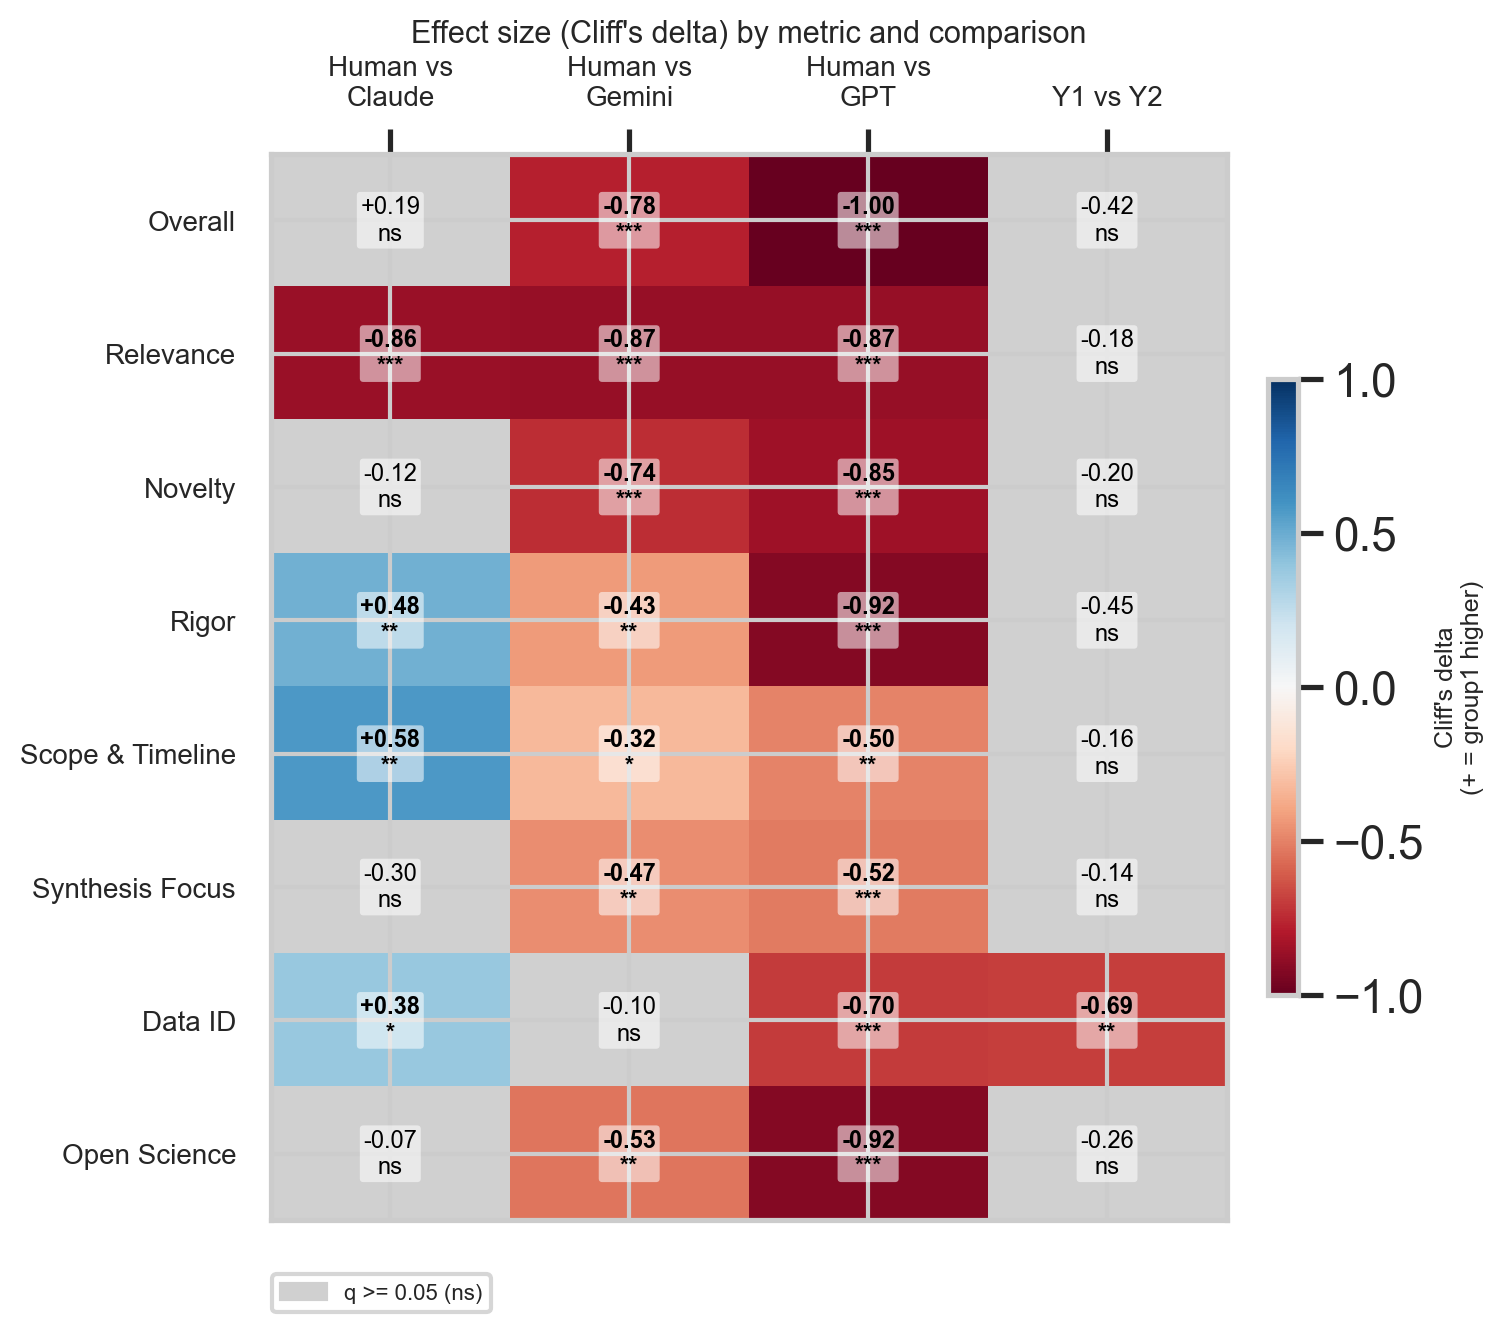 Effect size (Cliff's delta) by metric and comparison
Human vs
Claude
Human vs
Gemini
Human vs
GPT
Y1 vs Y2
Overall
+0.19
ns
-0.78
***
-1.00
***
-0.42
ns
Relevance
-0.86
***
-0.87
***
-0.87
***
-0.18
ns
Novelty
-0.12
ns
-0.74
***
-0.85
***
-0.20
ns
Rigor
+0.48
**
-0.43
**
-0.92
***
-0.45
ns
Scope & Timeline
+0.58
**
-0.32
*
-0.50
**
-0.16
ns
Synthesis Focus
-0.30
ns
-0.47
**
-0.52
***
-0.14
ns
Data ID
+0.38
*
-0.10
ns
-0.70
***
-0.69
**
Open Science
-0.07
ns
-0.53
**
-0.92
***
-0.26
ns
1.0
0.5
0.0
−0.5
−1.0
Cliff's delta
(+ = group1 higher)
q >= 0.05 (ns)